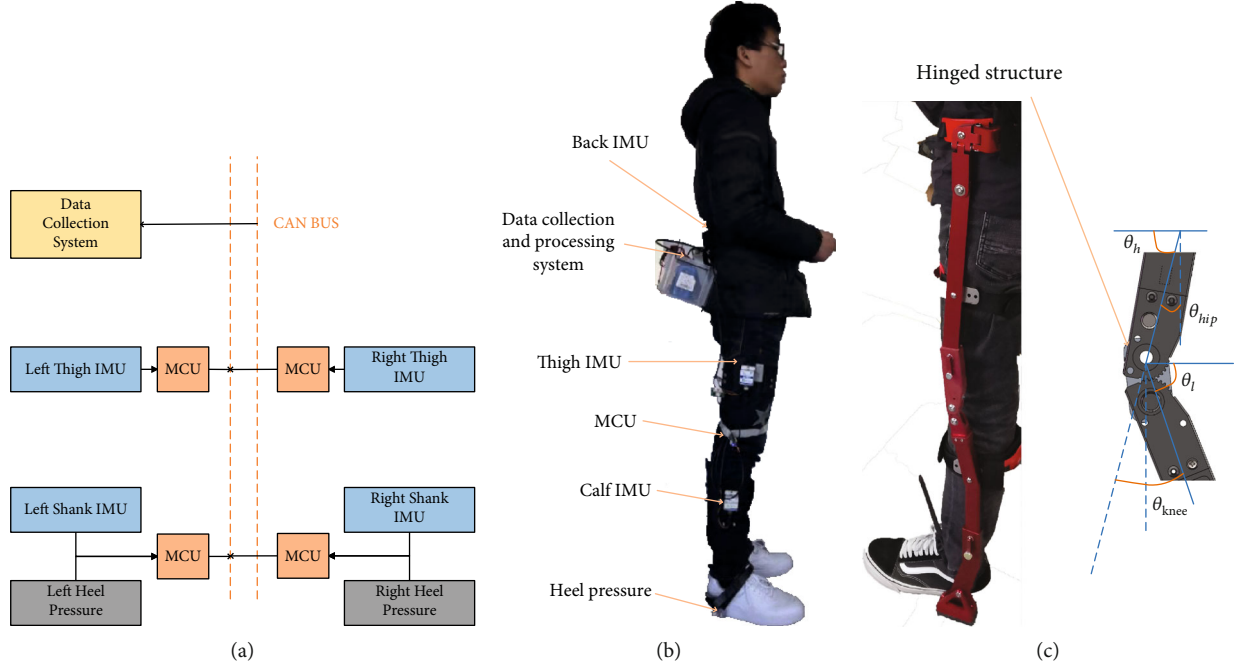 Data
Collection
System
CAN BUS
Left Thigh IMU
MCU
MCU
Right Thigh
IMU
Left Shank IMU
Right Shank
IMU
MCU
MCU
Left Heel
Pressure
Right Heel
Pressure
(a)
Back IMU
Data collection
and processing
system
Thigh IMU
MCU
Calf IMU
Heel pressure
(b)
Hinged structure
θh
θhip
θl
θknee
(c)